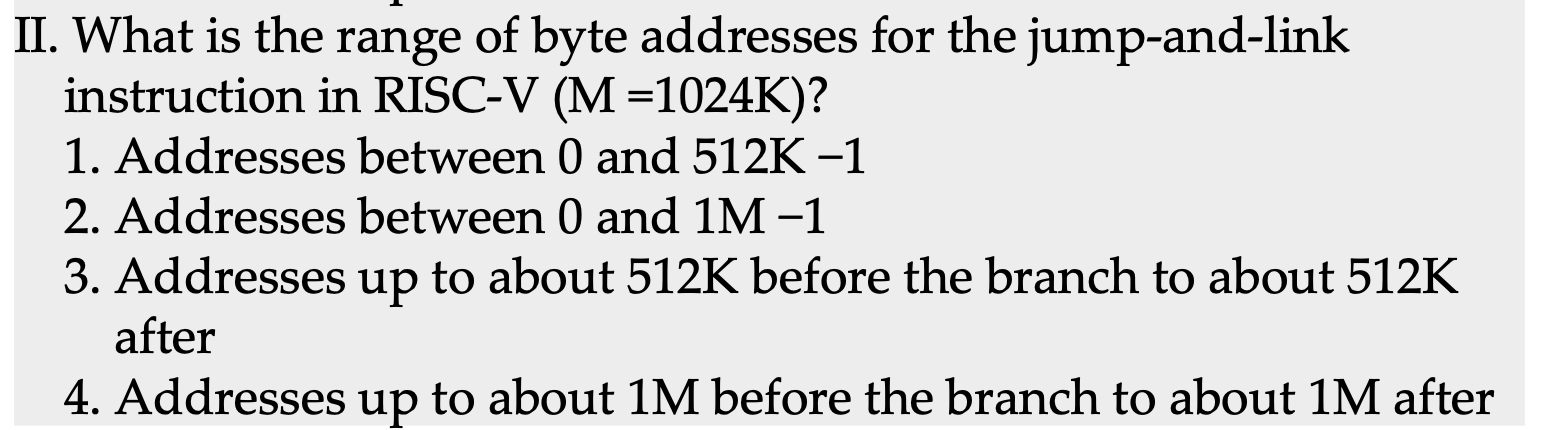 II. What is the range of byte addresses for the jump-and-link
instruction in RISC-V (M =1024K)?
1. Addresses between 0 and 512K −1
2. Addresses between 0 and 1M −1
3. Addresses up to about 512K before the branch to about 512K
after
4. Addresses up to about 1M before the branch to about 1M after